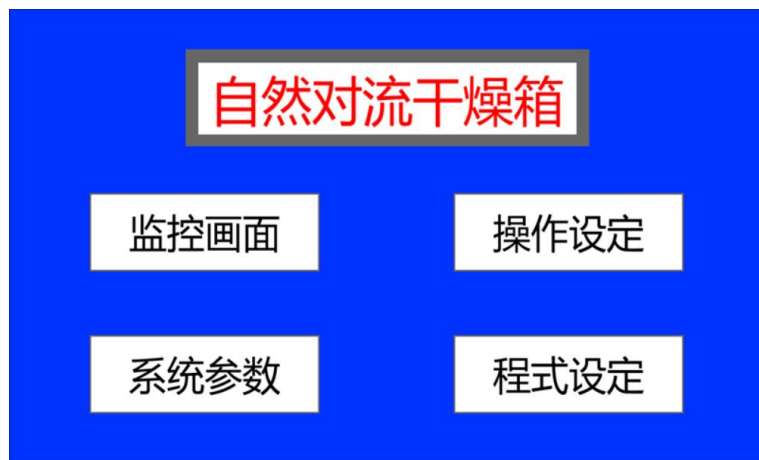 自然对流干燥箱
监控画面
操作设定
系统参数
程式设定